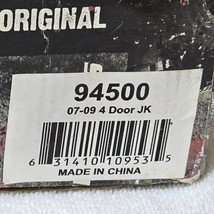 ORIGINAL
94500
07-09 4 Door JK
6 31410 10953 5
MADE IN CHINA